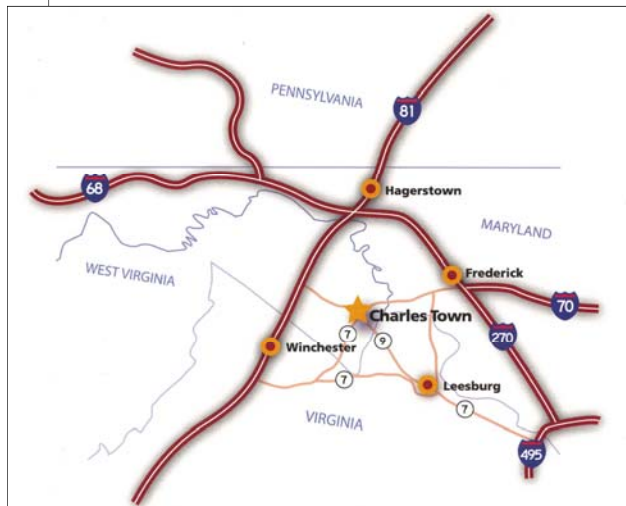 PENNSYLVANIA
81
68
Hagerstown
MARYLAND
WEST VIRGINIA
Frederick
70
Charles Town
270
7
9
Winchester
7
Leesburg
7
VIRGINIA
495